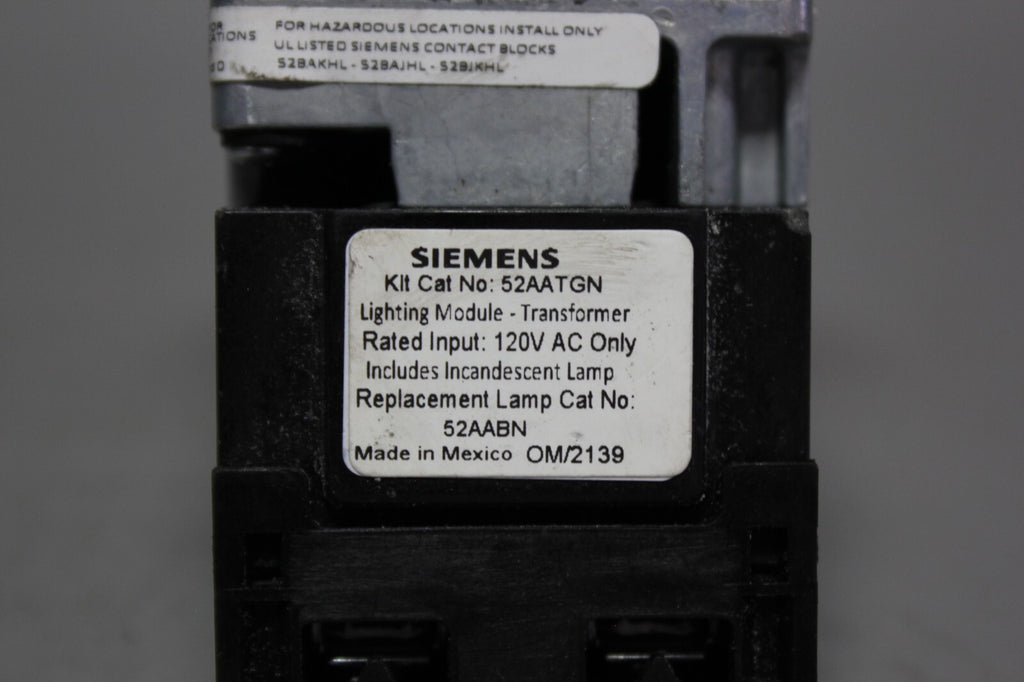 FOR HAZARDOUS LOCATIONS INSTALL ONLY
ATIONS
UL LISTED SIEMENS CONTACT BLOCKS
52BAKHL - 52BAJHL - 52BJKHL
SIEMENS
Kit Cat No: 52AATGN
Lighting Module - Transformer
Rated Input: 120V AC Only
Includes Incandescent Lamp
Replacement Lamp Cat No:
52AABN
Made in Mexico OM/2139